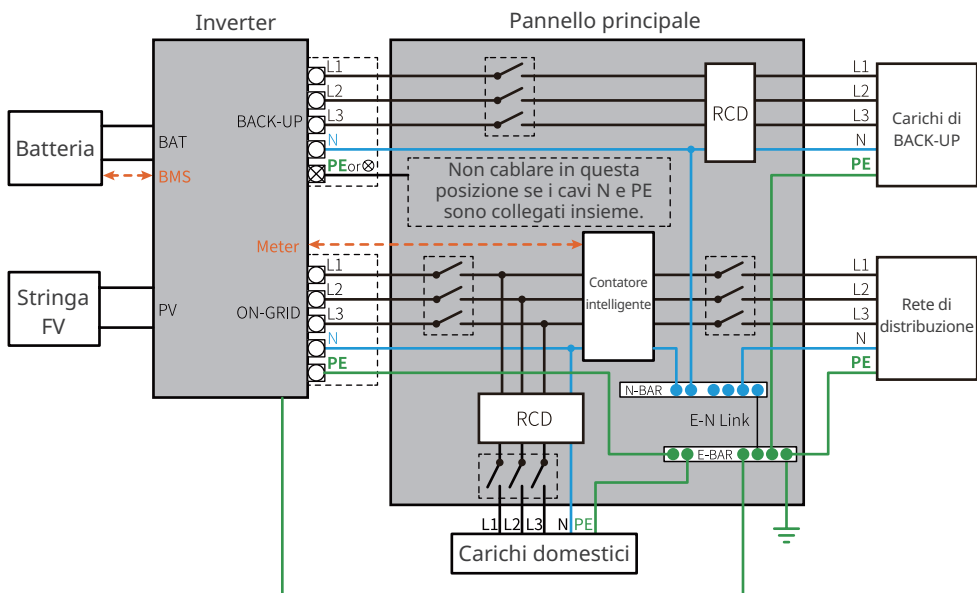 Inverter
Pannello principale
L1
L2
L3
N
PE or ⊗
BACK-UP
RCD
L1
L2
L3
N
PE
Carichi di
BACK-UP
Batteria
BAT
BMS
Non cablare in questa
posizione se i cavi N e PE
sono collegati insieme.
Meter
Stringa
FV
PV
ON-GRID
L1
L2
L3
N
PE
Contatore
intelligente
L1
L2
L3
N
PE
Rete di
distribuzione
N-BAR
E-N Link
E-BAR
RCD
L1 L2 L3 N PE
Carichi domestici